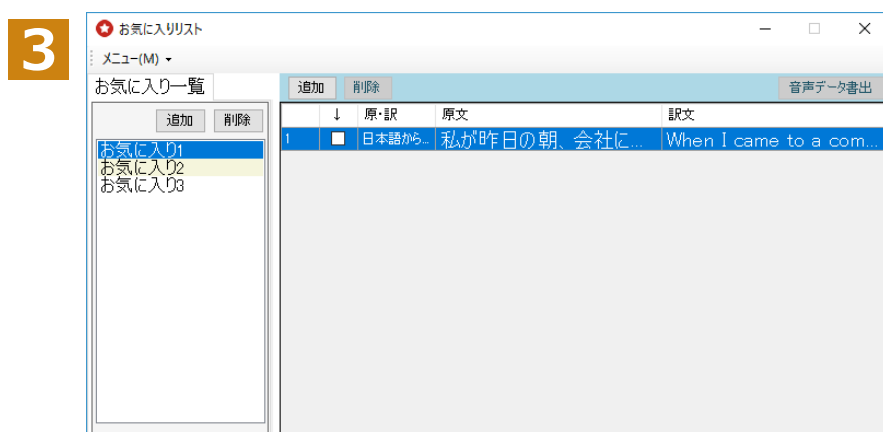 3
お気に入りリスト
メニュー(M)
お気に入り一覧
追加 削除 音声データ書出
追加 削除
↓ 原・訳 原文 訳文
1 日本語から... 私が昨日の朝、会社に... When I came to a com...
お気に入り1
お気に入り2
お気に入り3